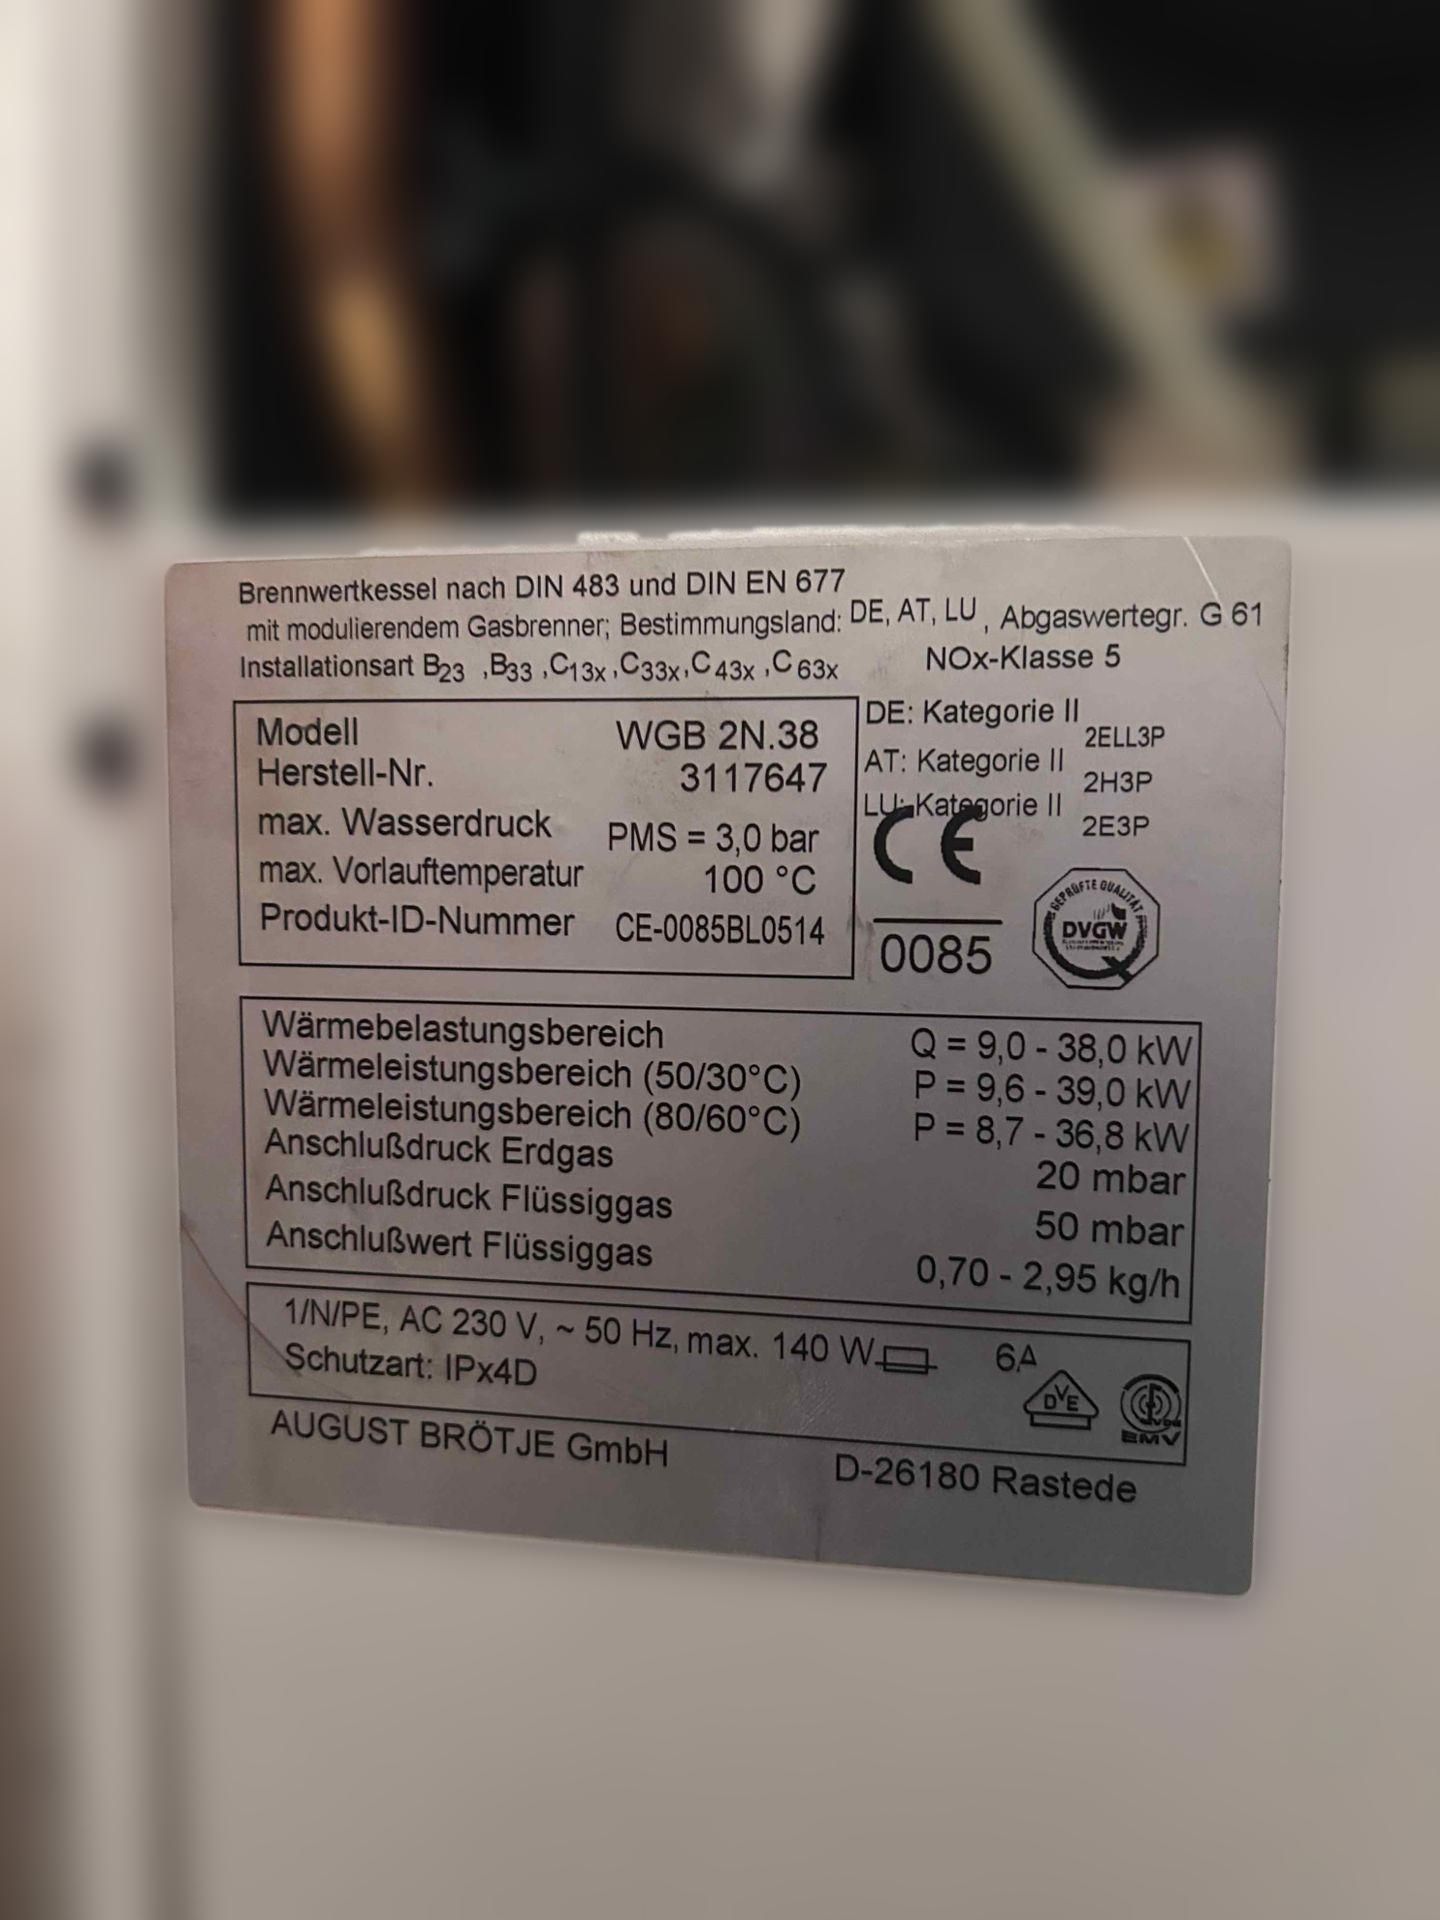 Brennwertkessel nach DIN 483 und DIN EN 677
mit modulierendem Gasbrenner; Bestimmungsland: DE, AT, LU , Abgaswertegr. G 61
Installationsart B23 ,B33 ,C13x ,C33x, C43x ,C63x NOx-Klasse 5
Modell WGB 2N.38
Herstell-Nr. 3117647
max. Wasserdruck PMS = 3,0 bar
max. Vorlauftemperatur 100 °C
Produkt-ID-Nummer CE-0085BL0514
DE: Kategorie II 2ELL3P
AT: Kategorie II 2H3P
LU: Kategorie II 2E3P
CE
0085
GEPRÜFTE QUALITÄT
DVGW
Wärmebelastungsbereich Q = 9,0 - 38,0 kW
Wärmeleistungsbereich (50/30°C) P = 9,6 - 39,0 kW
Wärmeleistungsbereich (80/60°C) P = 8,7 - 36,8 kW
Anschlußdruck Erdgas 20 mbar
Anschlußdruck Flüssiggas 50 mbar
Anschlußwert Flüssiggas 0,70 - 2,95 kg/h
1/N/PE, AC 230 V, ~ 50 Hz, max. 140 W 6A
Schutzart: IPx4D
DVE
EMV
AUGUST BRÖTJE GmbH D-26180 Rastede